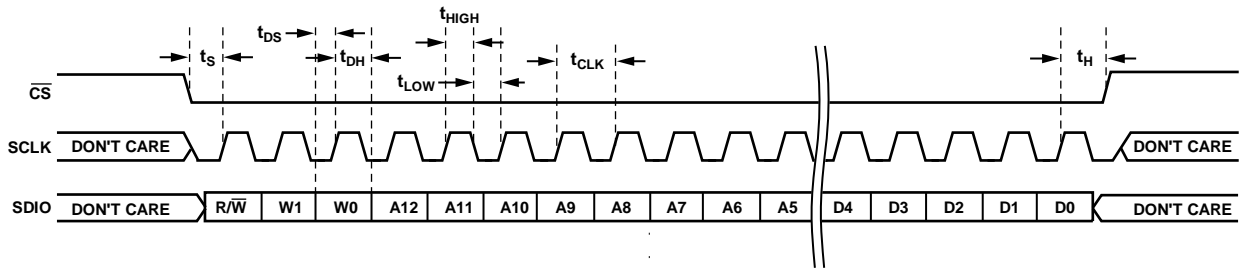 tHIGH
tDS
tS
tDH
tCLK
tH
tLOW
CS
SCLK DON'T CARE DON'T CARE
SDIO DON'T CARE R/W W1 W0 A12 A11 A10 A9 A8 A7 A6 A5 D4 D3 D2 D1 D0 DON'T CARE